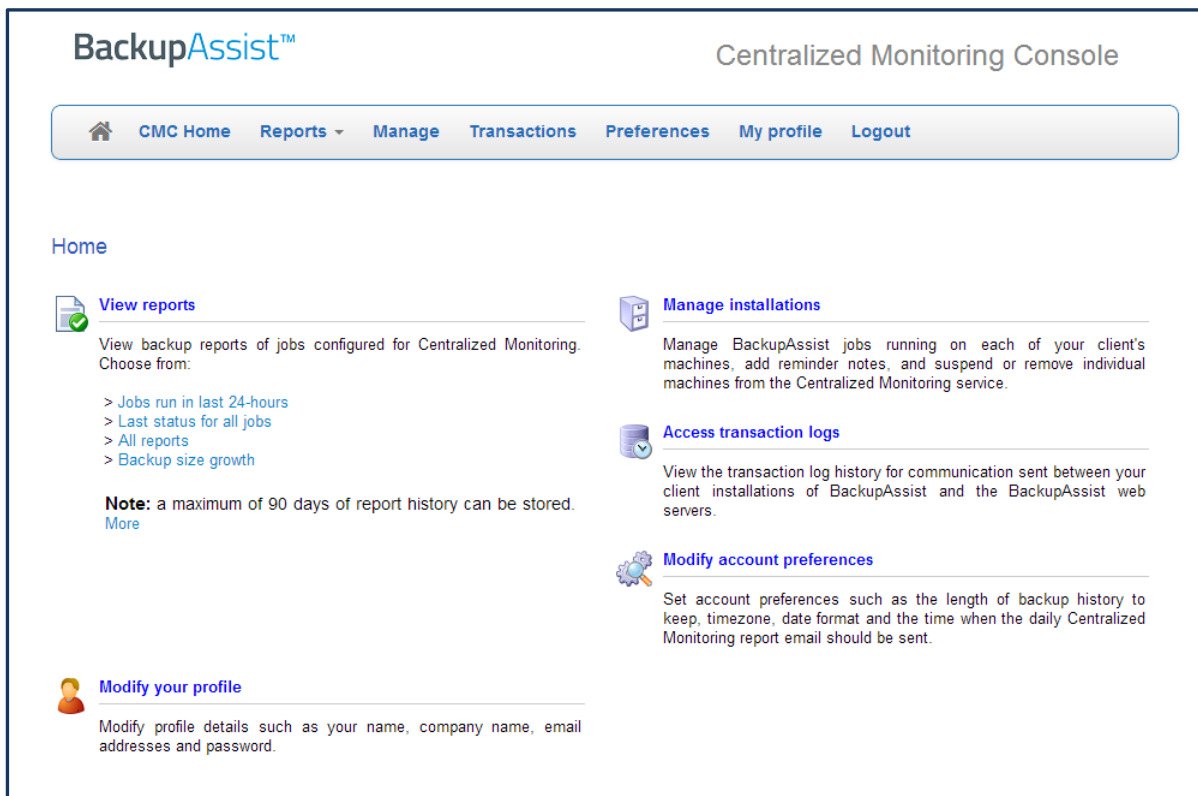 BackupAssist™
Centralized Monitoring Console
CMC Home Reports Manage Transactions Preferences My profile Logout
Home
View reports
View backup reports of jobs configured for Centralized Monitoring.
Choose from:
> Jobs run in last 24-hours
> Last status for all jobs
> All reports
> Backup size growth
Note: a maximum of 90 days of report history can be stored.
More
Manage installations
Manage BackupAssist jobs running on each of your client's
machines, add reminder notes, and suspend or remove individual
machines from the Centralized Monitoring service.
Access transaction logs
View the transaction log history for communication sent between your
client installations of BackupAssist and the BackupAssist web
servers.
Modify account preferences
Set account preferences such as the length of backup history to
keep, timezone, date format and the time when the daily Centralized
Monitoring report email should be sent.
Modify your profile
Modify profile details such as your name, company name, email
addresses and password.